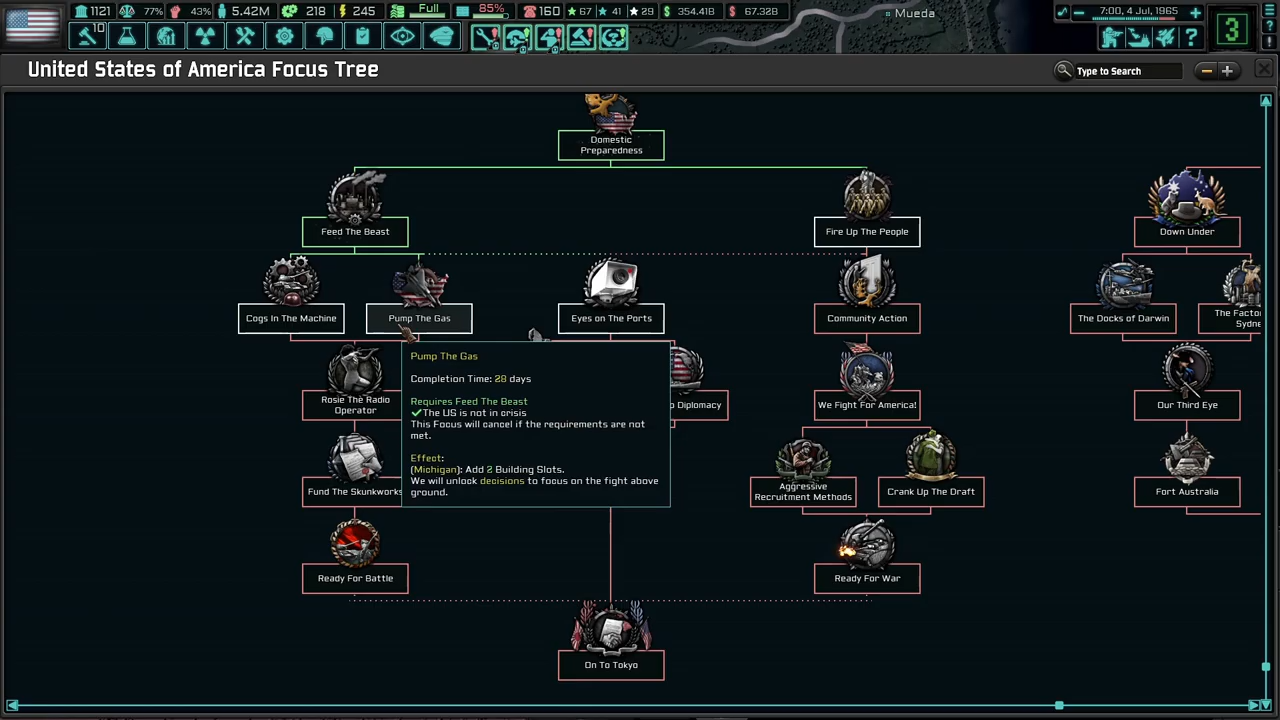 1121 77% 43% 5.42M 218 245 Full 85% 160 67 41 29 354.41B 67.32B
Mueda
7:00, 4 Jul, 1965
10
3
United States of America Focus Tree
Type to Search
Domestic
Preparedness
Feed The Beast
Fire Up The People
Down Under
Cogs In The Machine
Pump The Gas
Eyes on The Ports
Community Action
The Docks of Darwin
The Factor
Sydne
Pump The Gas
Completion Time: 28 days
Requires Feed The Beast
The US is not in crisis
This Focus will cancel if the requirements are not
met.
Effect:
(Michigan): Add 2 Building Slots.
We will unlock decisions to focus on the fight above
ground.
Rosie The Radio
Operator
Diplomacy
We Fight For America!
Our Third Eye
Fund The Skunkworks
Aggressive
Recruitment Methods
Crank Up The Draft
Fort Australia
Ready For Battle
Ready For War
On To Tokyo